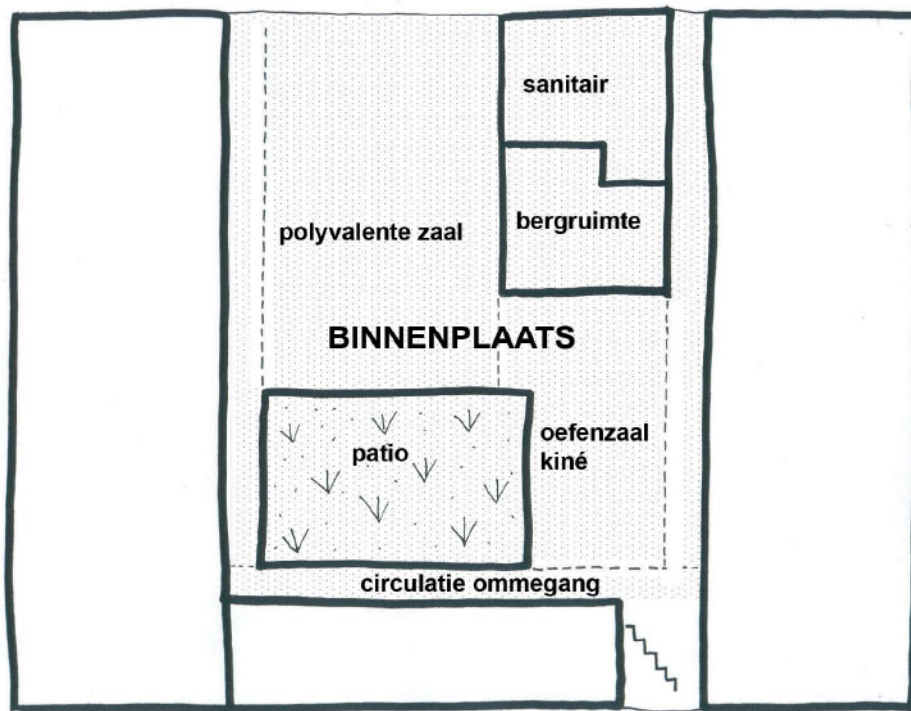 sanitair
bergruimte
polyvalente zaal
BINNENPLAATS
oefenzaal
kiné
patio
circulatie ommegang